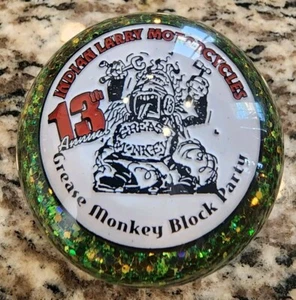 INDIAN LARRY MOTORCYCLES
13th
Annual
GREASE
MONKEY
Grease Monkey Block Party